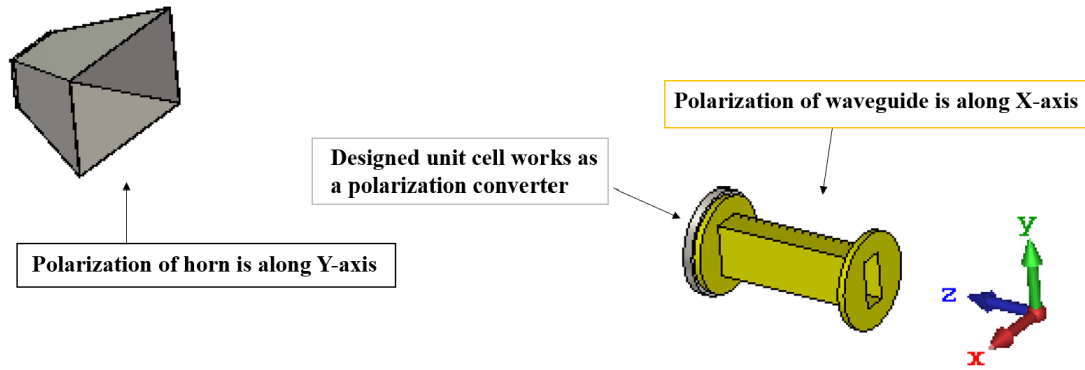 Polarization of waveguide is along X-axis
Designed unit cell works as
a polarization converter
Polarization of horn is along Y-axis
y
z
x